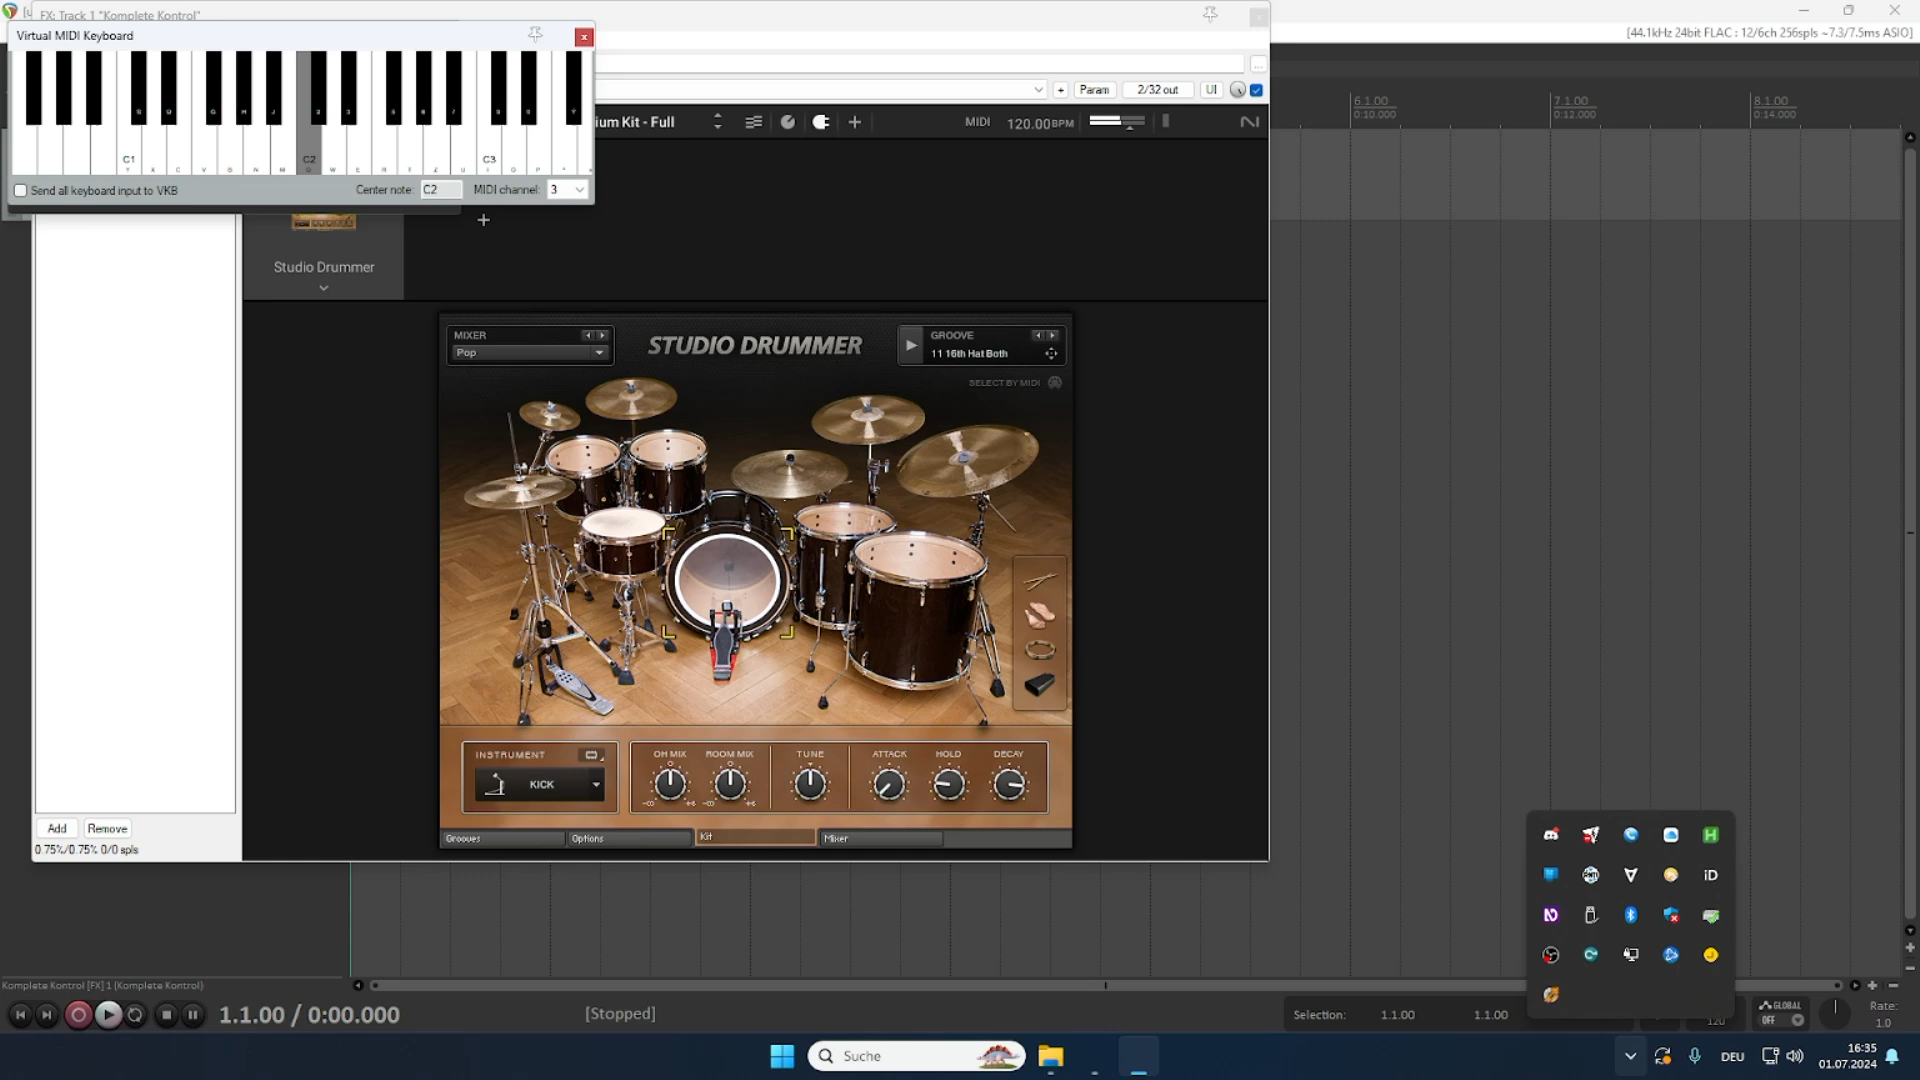 FX: Track 1 "Komplete Kontrol"
[44.1kHz 24bit FLAC : 12/6ch 256spls ~7.3/7.5ms ASIO]
Virtual MIDI Keyboard
C1
C2
C3
Send all keyboard input to VKB
Center note: C2
MIDI channel: 3
+
Param
2/32 out
UI
ium Kit - Full
MIDI
120.00BPM
6.1.00
0:10.000
7.1.00
0:12.000
8.1.00
0:14.000
Studio Drummer
MIXER
Pop
STUDIO DRUMMER
GROOVE
11 16th Hat Both
SELECT BY MIDI
INSTRUMENT
KICK
OH MIX
ROOM MIX
TUNE
ATTACK
HOLD
DECAY
Grooves
Options
Kit
Mixer
Add
Remove
0.75%/0.75% 0/0 spls
Komplete Kontrol [FX] 1 (Komplete Kontrol)
1.1.00 / 0:00.000
[Stopped]
Selection:
1.1.00
1.1.00
120
GLOBAL
OFF
Rate:
1.0
Suche
DEU
16:35
01.07.2024